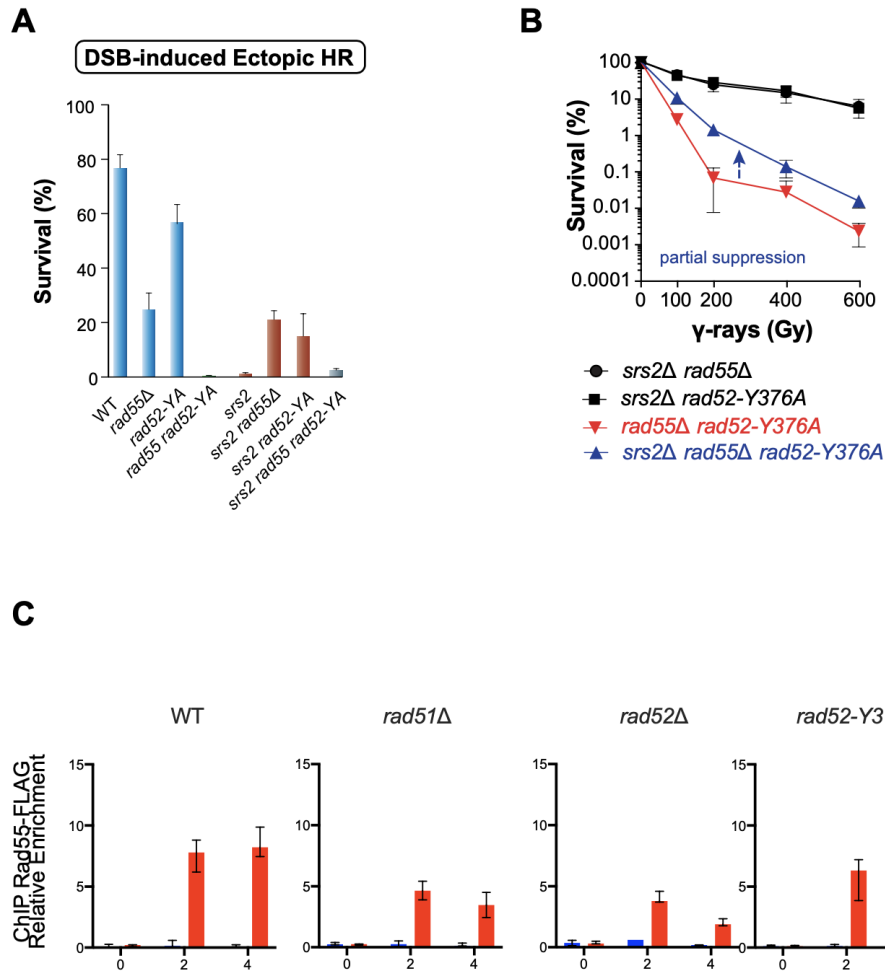 A
DSB-induced Ectopic HR
100
80
60
40
20
0
Survival (%)
WT
rad55Δ
rad52-YA
rad55 rad52-YA
srs2
srs2 rad55Δ
srs2 rad52-YA
srs2 rad55 rad52-YA
B
100
10
1
0.1
0.01
0.001
0.0001
Survival (%)
partial suppression
0 100 200 400 600
γ-rays (Gy)
srs2Δ rad55Δ
srs2Δ rad52-Y376A
rad55Δ rad52-Y376A
srs2Δ rad55Δ rad52-Y376A
C
ChIP Rad55-FLAG
Relative Enrichment
WT
15
10
5
0
0 2 4
rad51Δ
15
10
5
0
0 2 4
rad52Δ
15
10
5
0
0 2 4
rad52-Y3
15
10
5
0
0 2